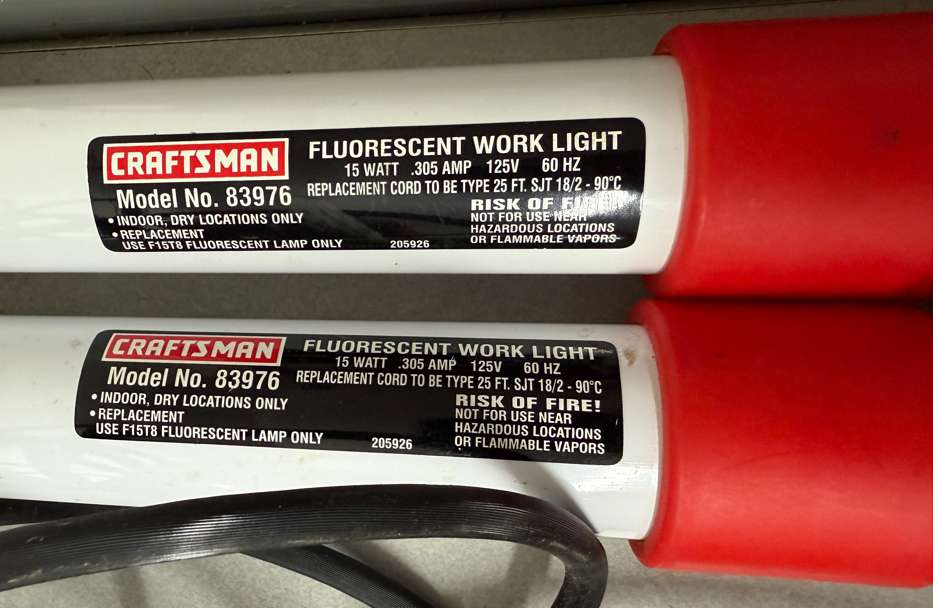 CRAFTSMAN
FLUORESCENT WORK LIGHT
15 WATT .305 AMP 125V 60 HZ
Model No. 83976
REPLACEMENT CORD TO BE TYPE 25 FT. SJT 18/2 - 90°C
• INDOOR, DRY LOCATIONS ONLY
• REPLACEMENT
USE F15T8 FLUORESCENT LAMP ONLY
205926
RISK OF FIRE!
NOT FOR USE NEAR
HAZARDOUS LOCATIONS
OR FLAMMABLE VAPORS
CRAFTSMAN
FLUORESCENT WORK LIGHT
15 WATT .305 AMP 125V 60 HZ
Model No. 83976
REPLACEMENT CORD TO BE TYPE 25 FT. SJT 18/2 - 90°C
• INDOOR, DRY LOCATIONS ONLY
• REPLACEMENT
USE F15T8 FLUORESCENT LAMP ONLY
205926
RISK OF FIRE!
NOT FOR USE NEAR
HAZARDOUS LOCATIONS
OR FLAMMABLE VAPORS